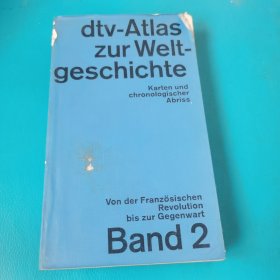 dtv-Atlas
zur Welt-
geschichte
Karten und
chronologischer
Abriss
Von der Französischen
Revolution
bis zur Gegenwart
Band 2